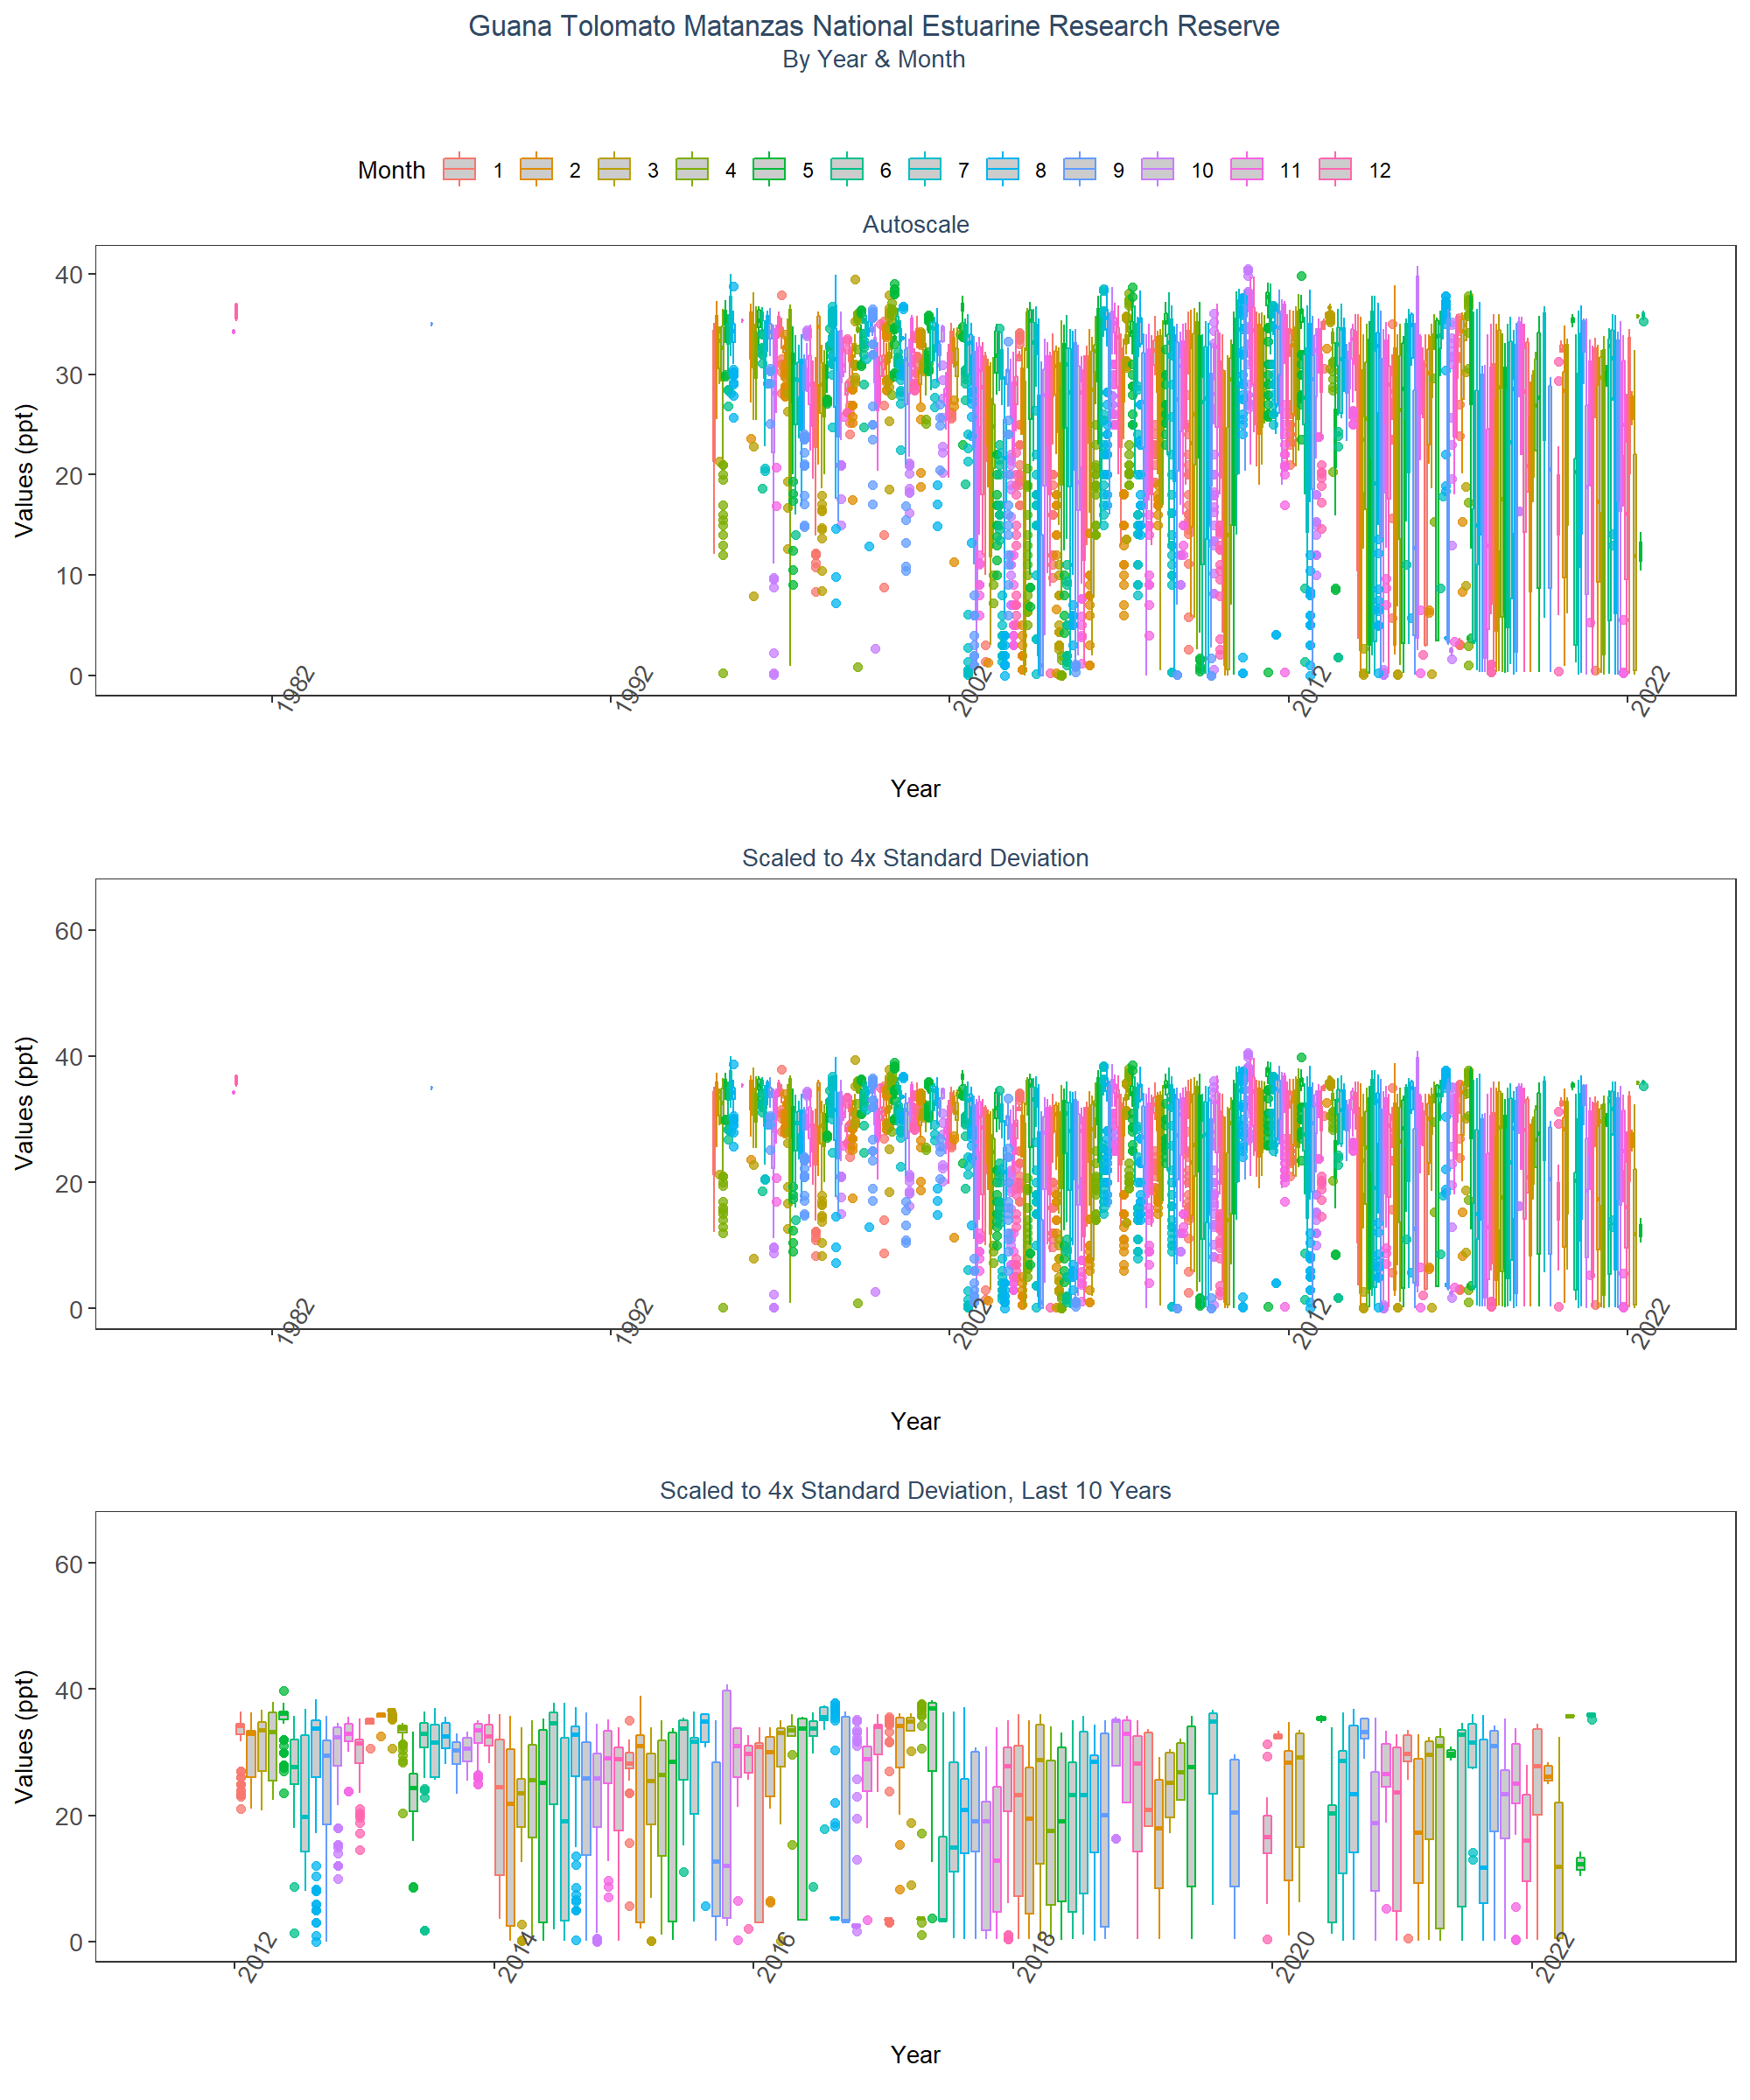 Guana Tolomato Matanzas National Estuarine Research Reserve
By Year & Month
Month 1 2 3 4 5 6 7 8 9 10 11 12
Autoscale
Values (ppt)
40
30
20
10
0
1982 1992 2002 2012 2022
Year
Scaled to 4x Standard Deviation
Values (ppt)
60
40
20
0
1982 1992 2002 2012 2022
Year
Scaled to 4x Standard Deviation, Last 10 Years
Values (ppt)
60
40
20
0
2012 2014 2016 2018 2020 2022
Year